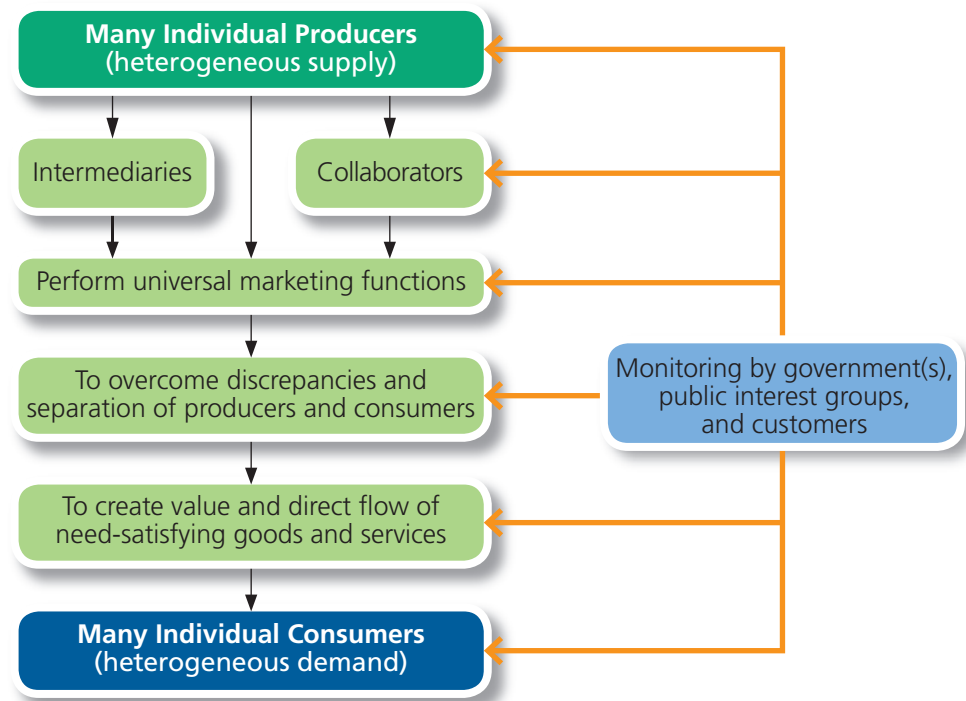 Many Individual Producers
(heterogeneous supply)
Intermediaries
Collaborators
Perform universal marketing functions
To overcome discrepancies and
separation of producers and consumers
Monitoring by government(s),
public interest groups,
and customers
To create value and direct flow of
need-satisfying goods and services
Many Individual Consumers
(heterogeneous demand)